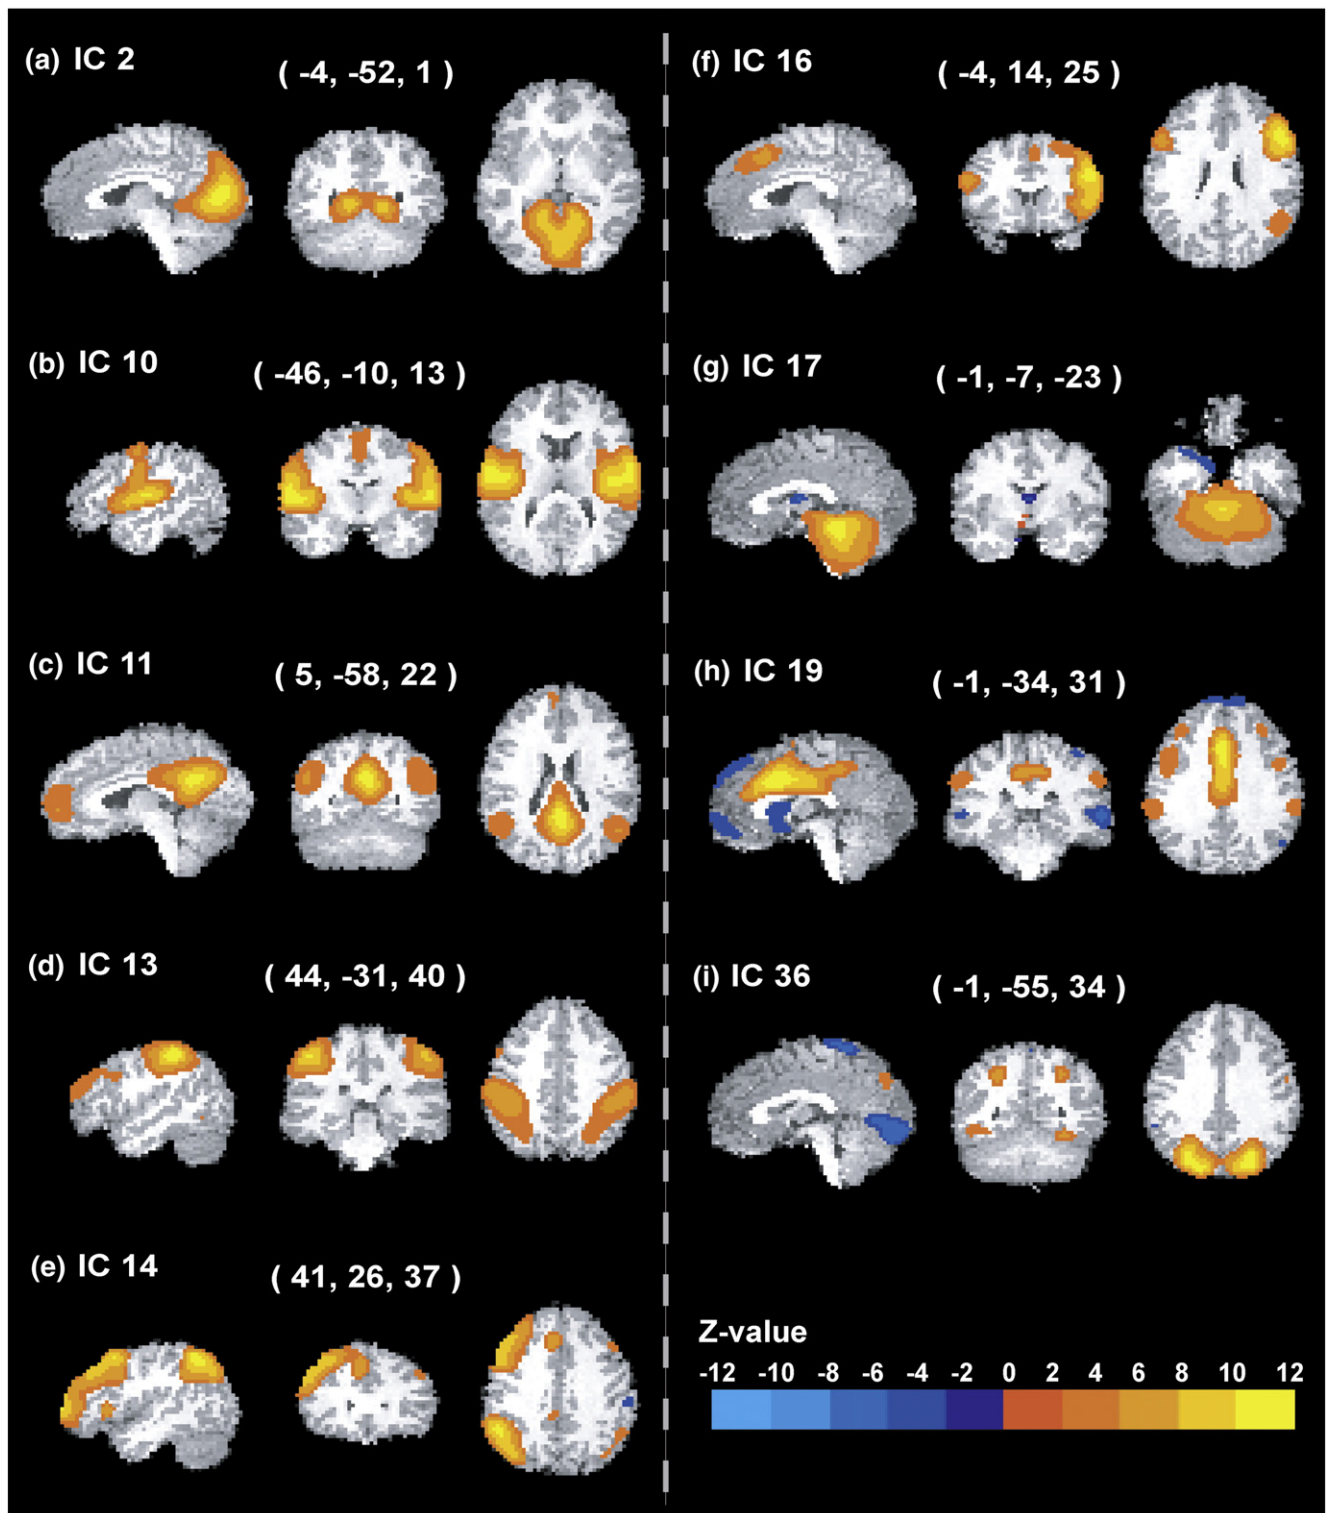 (a) IC 2
( -4, -52, 1 )
(b) IC 10
( -46, -10, 13 )
(c) IC 11
( 5, -58, 22 )
(d) IC 13
( 44, -31, 40 )
(e) IC 14
( 41, 26, 37 )
(f) IC 16
( -4, 14, 25 )
(g) IC 17
( -1, -7, -23 )
(h) IC 19
( -1, -34, 31 )
(i) IC 36
( -1, -55, 34 )
Z-value
-12 -10 -8 -6 -4 -2 0 2 4 6 8 10 12